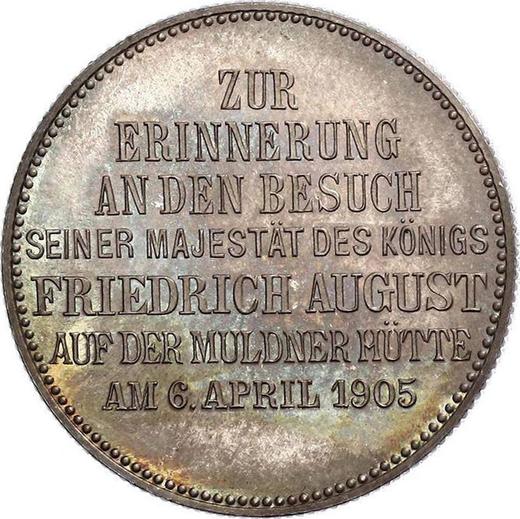 ZUR
ERINNERUNG
AN DEN BESUCH
SEINER MAJESTÄT DES KÖNIGS
FRIEDRICH AUGUST
AUF DER MULDNER HÜTTE
AM 6. APRIL 1905